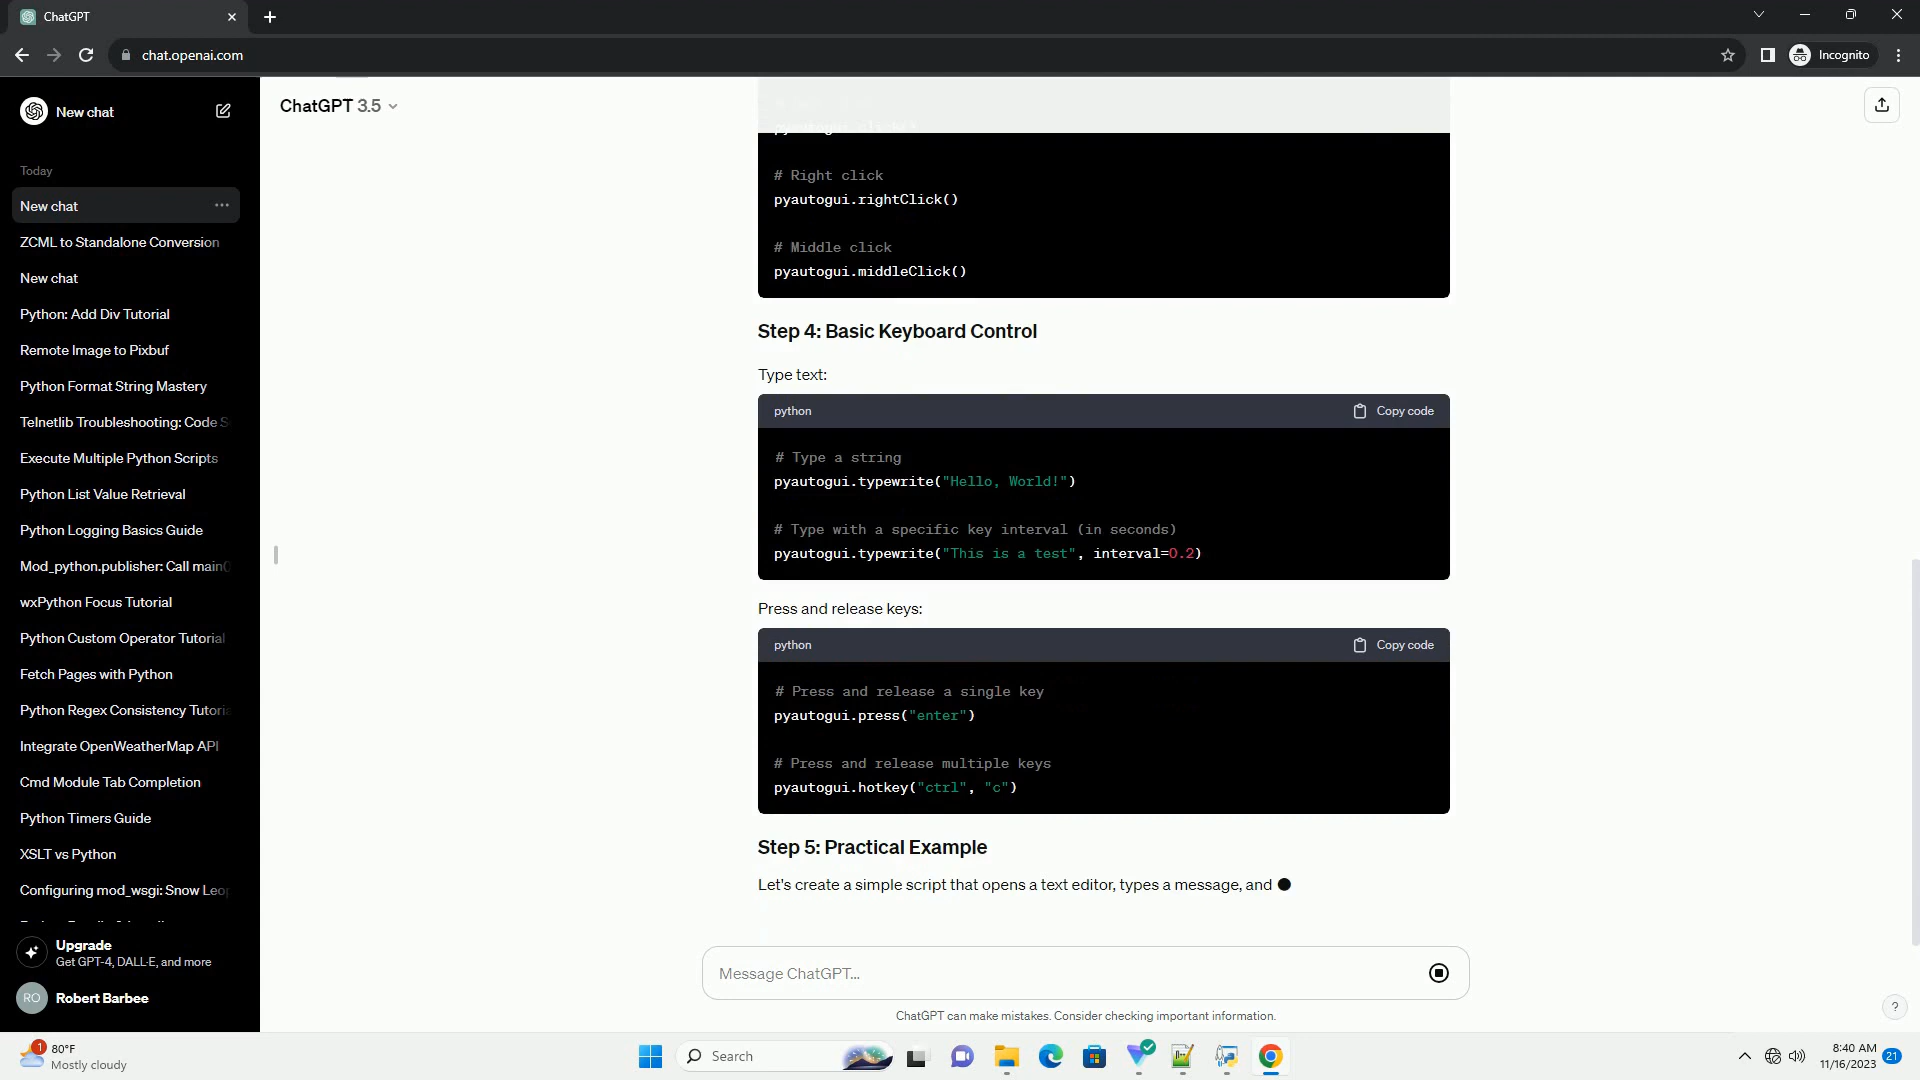 ChatGPT
chat.openai.com
Incognito
New chat
ChatGPT 3.5
Today
New chat
ZCML to Standalone Conversion
New chat
Python: Add Div Tutorial
Remote Image to Pixbuf
Python Format String Mastery
Telnetlib Troubleshooting: Code S
Execute Multiple Python Scripts
Python List Value Retrieval
Python Logging Basics Guide
Mod_python.publisher: Call main(
wxPython Focus Tutorial
Python Custom Operator Tutorial
Fetch Pages with Python
Python Regex Consistency Tutoria
Integrate OpenWeatherMap API
Cmd Module Tab Completion
Python Timers Guide
XSLT vs Python
Configuring mod_wsgi: Snow Leop
Upgrade
Get GPT-4, DALL·E, and more
RO
Robert Barbee
pyautogui.click()
# Right click
pyautogui.rightClick()
# Middle click
pyautogui.middleClick()
Step 4: Basic Keyboard Control
Type text:
python
Copy code
# Type a string
pyautogui.typewrite("Hello, World!")
# Type with a specific key interval (in seconds)
pyautogui.typewrite("This is a test", interval=0.2)
Press and release keys:
python
Copy code
# Press and release a single key
pyautogui.press("enter")
# Press and release multiple keys
pyautogui.hotkey("ctrl", "c")
Step 5: Practical Example
Let's create a simple script that opens a text editor, types a message, and
Message ChatGPT...
ChatGPT can make mistakes. Consider checking important information.
?
1
80°F
Mostly cloudy
Search
8:40 AM
11/16/2023
21